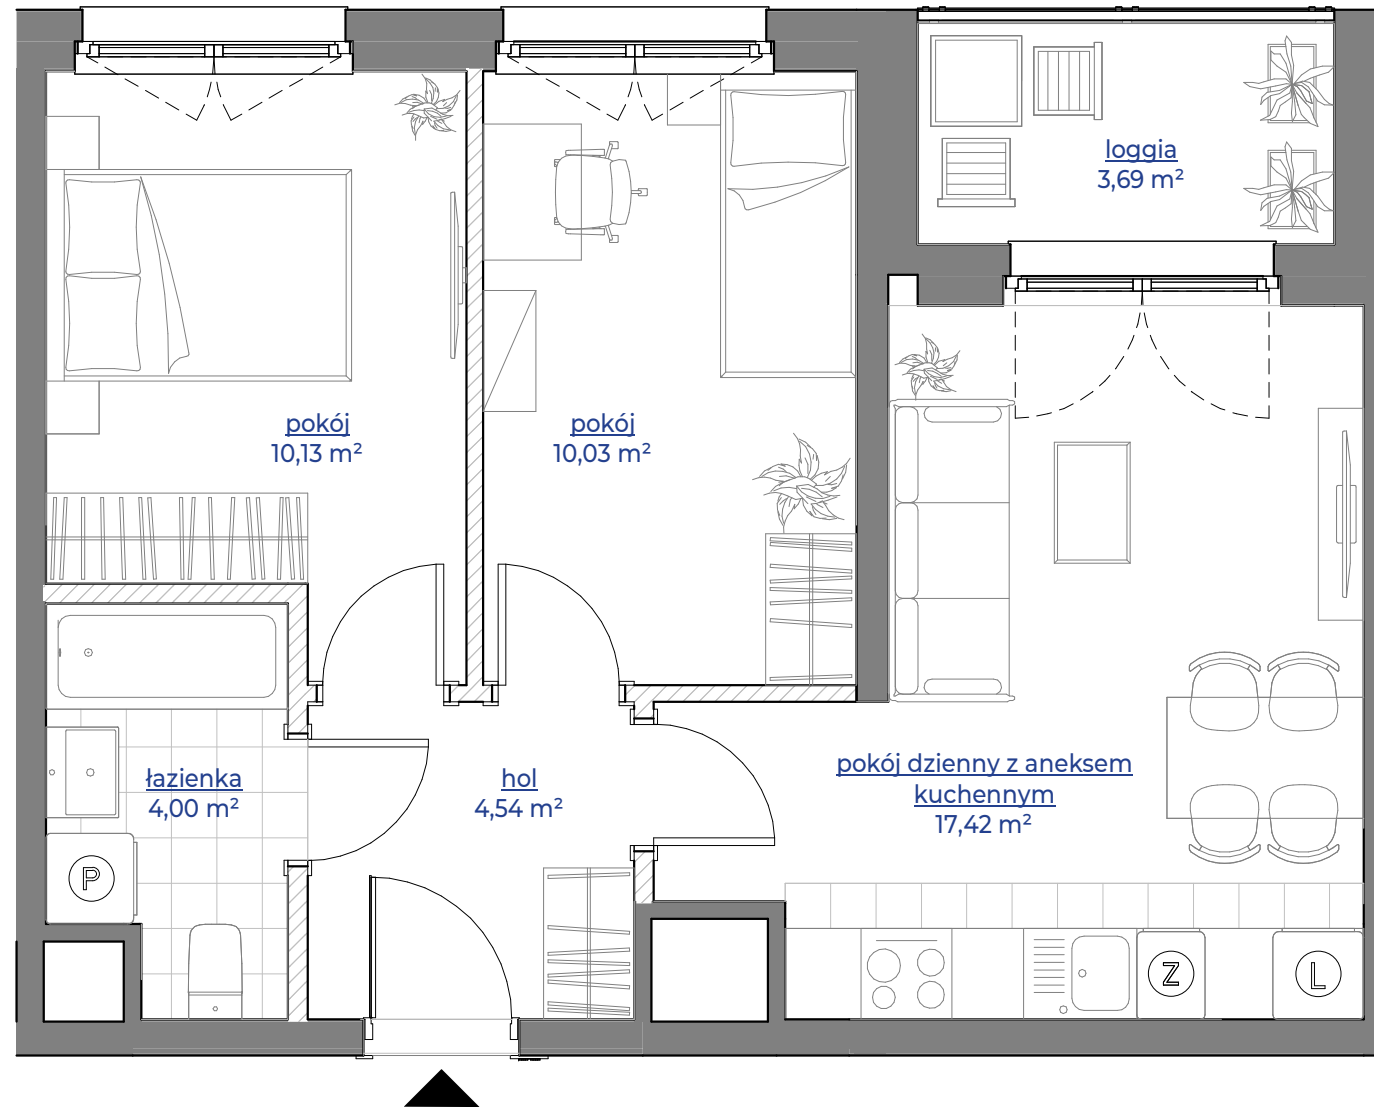 loggia
3,69 m²
pokój
10,13 m²
pokój
10,03 m²
łazienka
4,00 m²
hol
4,54 m²
pokój dzienny z aneksem
kuchennym
17,42 m²
P
Z
L